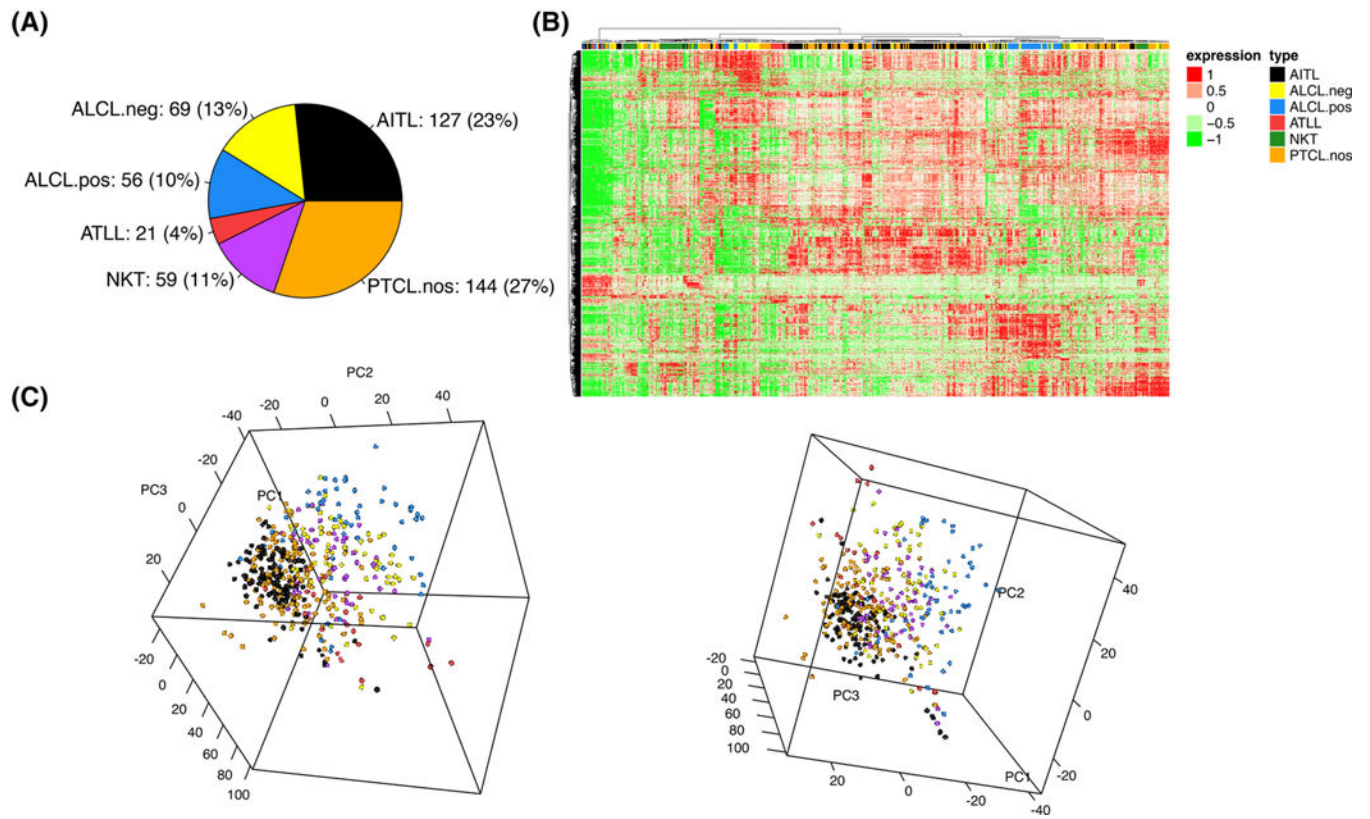 (A)
ALCL.neg: 69 (13%)
AITL: 127 (23%)
ALCL.pos: 56 (10%)
ATLL: 21 (4%)
NKT: 59 (11%)
PTCL.nos: 144 (27%)
(B)
expression
1
0.5
0
−0.5
−1
type
AITL
ALCL.neg
ALCL.pos
ATLL
NKT
PTCL.nos
(C)
PC2
-40 -20 0 20 40
PC3
-20
0
20
PC1
-20
0
20
40
60
80
100
PC2
40
20
0
-20
-40
PC3
-20
0
20
40
60
80
100
PC1
20 0 -20 -40